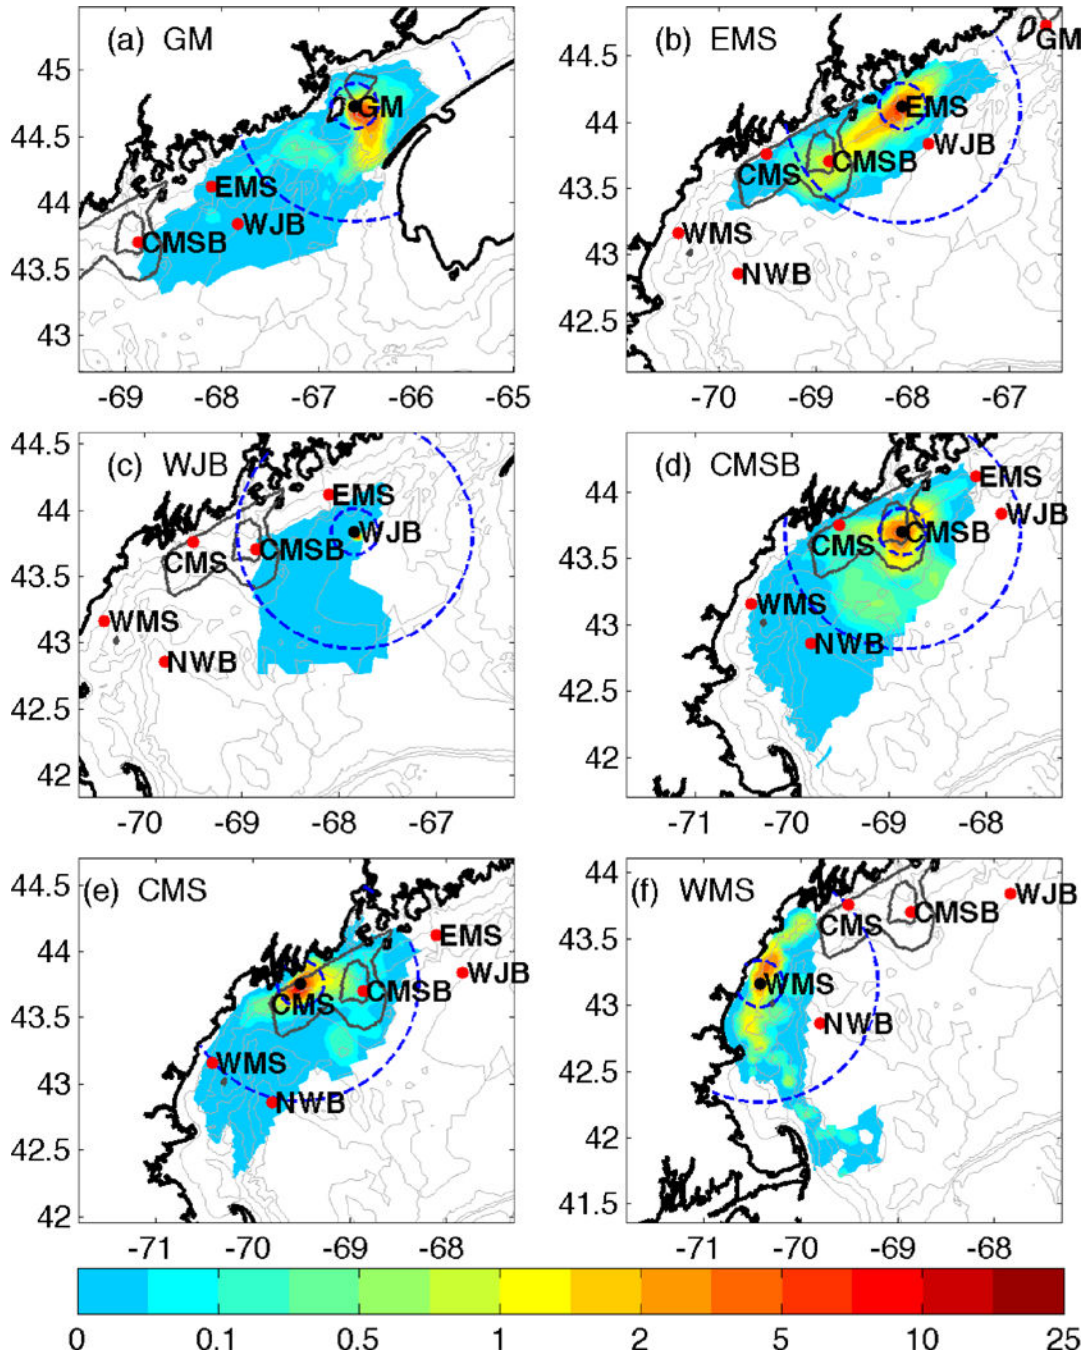 (a) GM
45
44.5
44
43.5
43
GM
EMS
WJB
CMSB
-69 -68 -67 -66 -65
(b) EMS
GM
44.5
44
43.5
43
42.5
EMS
WJB
CMSB
CMS
WMS
NWB
-70 -69 -68 -67
(c) WJB
44.5
44
43.5
43
42.5
42
EMS
WJB
CMSB
CMS
WMS
NWB
-70 -69 -68 -67
(d) CMSB
44
43.5
43
42.5
42
EMS
WJB
CMSB
CMS
WMS
NWB
-71 -70 -69 -68
(e) CMS
44.5
44
43.5
43
42.5
42
EMS
WJB
CMSB
CMS
WMS
NWB
-71 -70 -69 -68
(f) WMS
44
43.5
43
42.5
42
41.5
WJB
CMSB
CMS
WMS
NWB
-71 -70 -69 -68
0 0.1 0.5 1 2 5 10 25